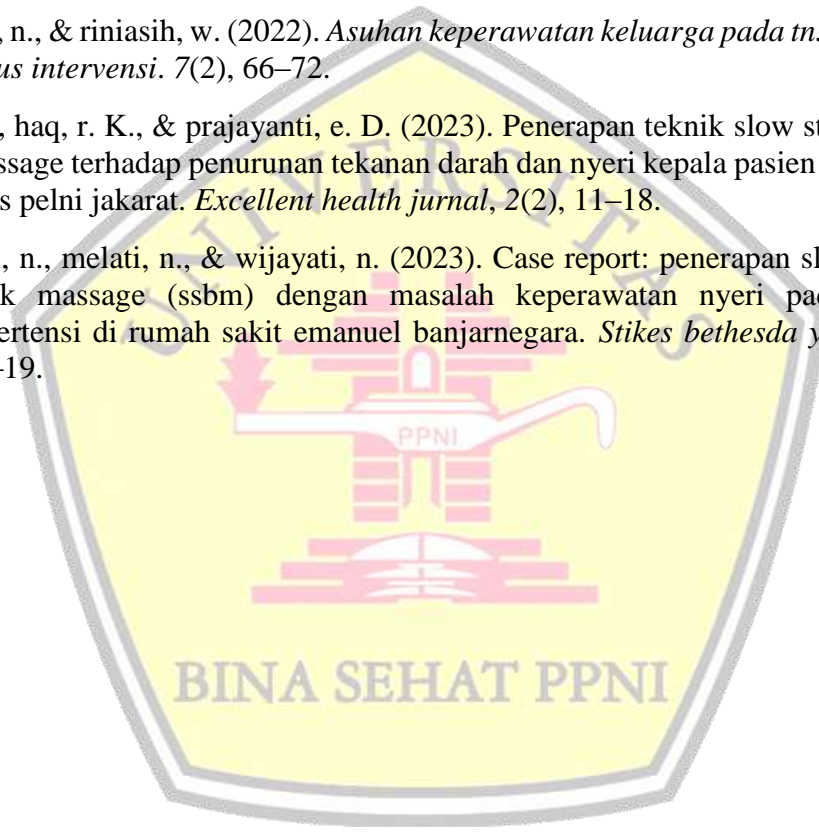 , n., & riniasih, w. (2022). Asuhan keperawatan keluarga pada tn.
us intervensi. 7(2), 66–72.
, haq, r. K., & prajayanti, e. D. (2023). Penerapan teknik slow st
ssage terhadap penurunan tekanan darah dan nyeri kepala pasien
s pelni jakarat. Excellent health jurnal, 2(2), 11–18.
, n., melati, n., & wijayati, n. (2023). Case report: penerapan sl
k massage (ssbm) dengan masalah keperawatan nyeri pad
ertensi di rumah sakit emanuel banjarnegara. Stikes bethesda y
–19.
UNIVERSITAS
PPNI
BINA SEHAT PPNI